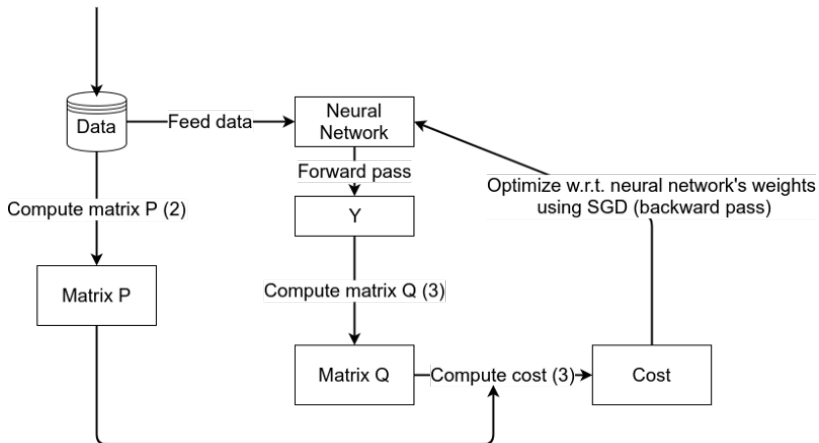 Data
Feed data
Neural
Network
Forward pass
Optimize w.r.t. neural network's weights
using SGD (backward pass)
Compute matrix P (2)
Y
Matrix P
Compute matrix Q (3)
Matrix Q
Compute cost (3)
Cost